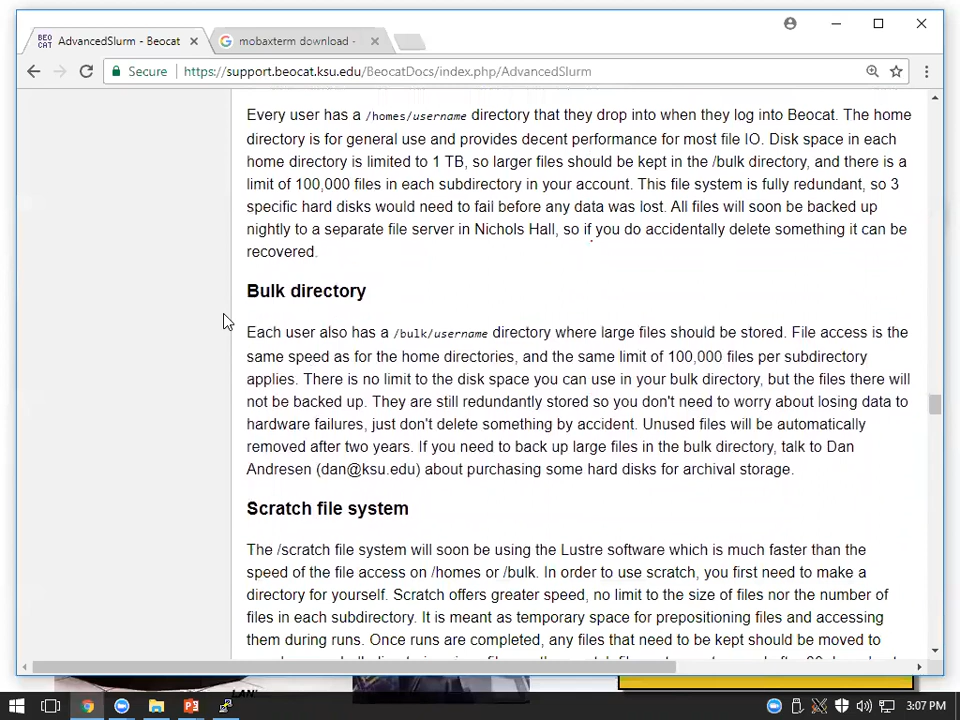 BEO CAT AdvancedSlurm - Beocat
mobaxterm download -
Secure https://support.beocat.ksu.edu/BeocatDocs/index.php/AdvancedSlurm
Every user has a /homes/username directory that they drop into when they log into Beocat. The home
directory is for general use and provides decent performance for most file IO. Disk space in each
home directory is limited to 1 TB, so larger files should be kept in the /bulk directory, and there is a
limit of 100,000 files in each subdirectory in your account. This file system is fully redundant, so 3
specific hard disks would need to fail before any data was lost. All files will soon be backed up
nightly to a separate file server in Nichols Hall, so if you do accidentally delete something it can be
recovered.
Bulk directory
Each user also has a /bulk/username directory where large files should be stored. File access is the
same speed as for the home directories, and the same limit of 100,000 files per subdirectory
applies. There is no limit to the disk space you can use in your bulk directory, but the files there will
not be backed up. They are still redundantly stored so you don't need to worry about losing data to
hardware failures, just don't delete something by accident. Unused files will be automatically
removed after two years. If you need to back up large files in the bulk directory, talk to Dan
Andresen (dan@ksu.edu) about purchasing some hard disks for archival storage.
Scratch file system
The /scratch file system will soon be using the Lustre software which is much faster than the
speed of the file access on /homes or /bulk. In order to use scratch, you first need to make a
directory for yourself. Scratch offers greater speed, no limit to the size of files nor the number of
files in each subdirectory. It is meant as temporary space for prepositioning files and accessing
them during runs. Once runs are completed, any files that need to be kept should be moved to
3:07 PM